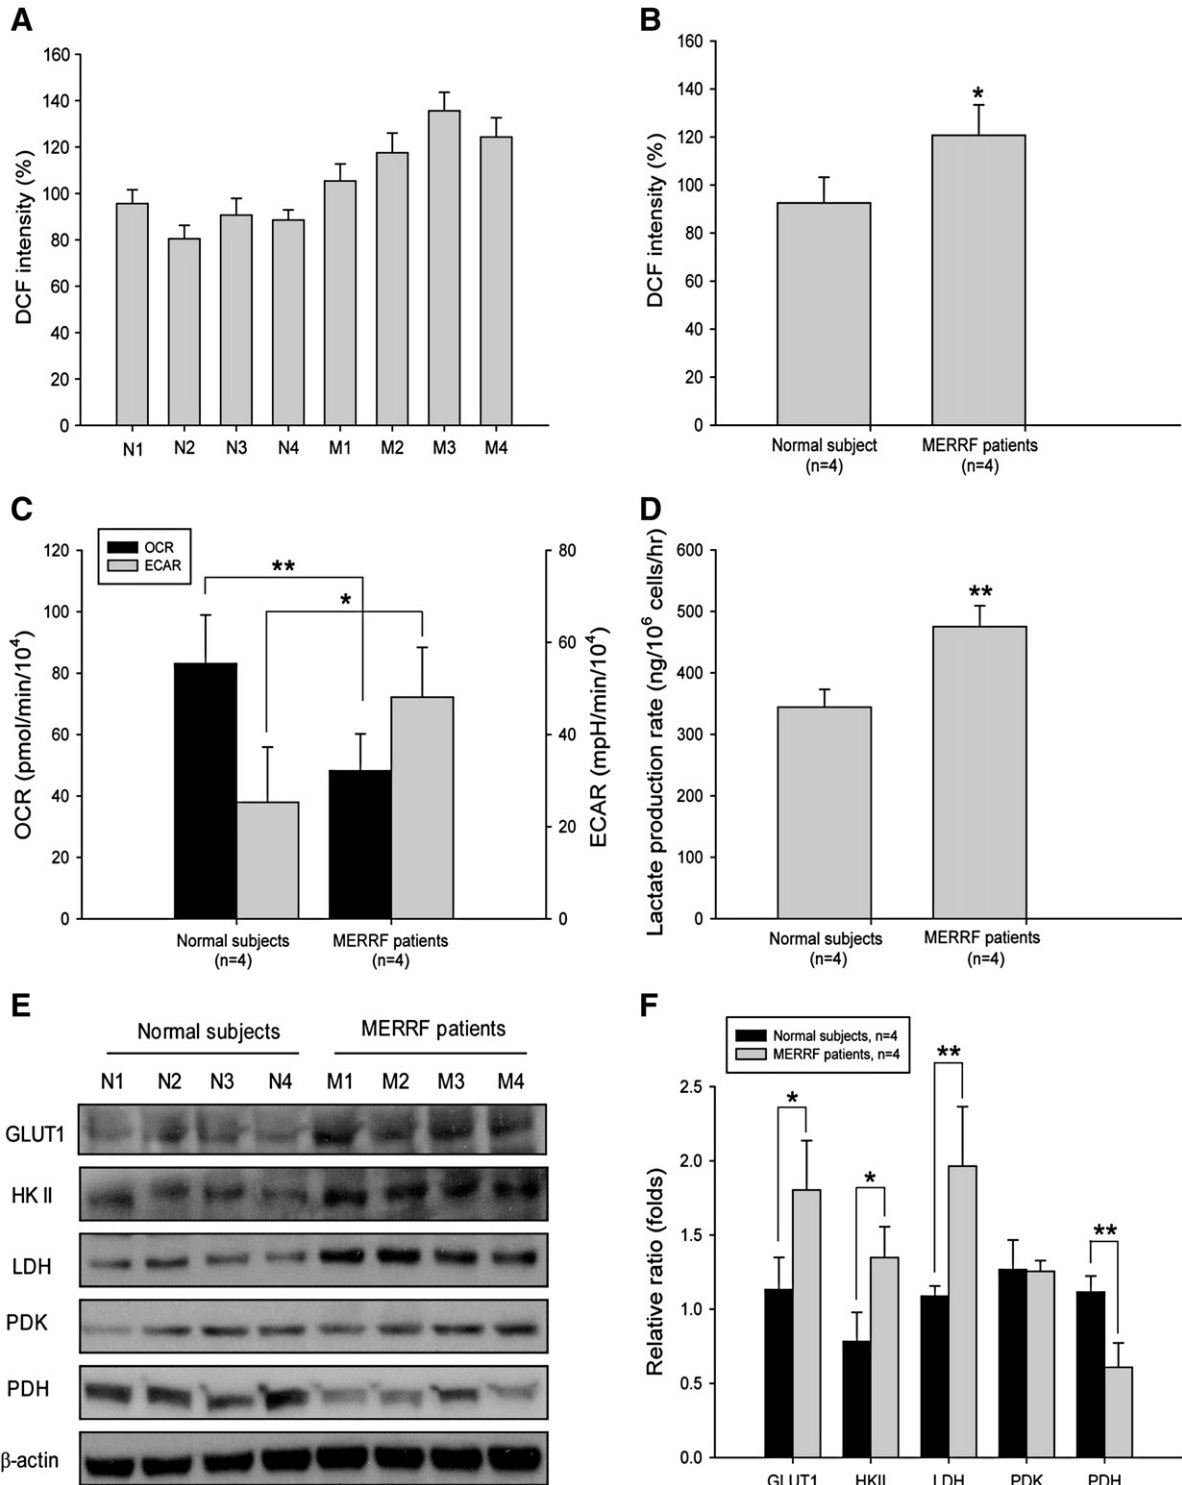 A
160
140
120
100
80
60
40
20
0
DCF intensity (%)
N1 N2 N3 N4 M1 M2 M3 M4
B
160
140
120
100
80
60
40
20
0
DCF intensity (%)
*
Normal subject MERRF patients
(n=4) (n=4)
C
OCR
ECAR
120
100
80
60
40
20
0
OCR (pmol/min/10⁴)
**
*
80
60
40
20
0
ECAR (mpH/min/10⁴)
Normal subjects MERRF patients
(n=4) (n=4)
D
600
500
400
300
200
100
0
Lactate production rate (ng/10⁶ cells/hr)
**
Normal subjects MERRF patients
(n=4) (n=4)
E
Normal subjects MERRF patients
N1 N2 N3 N4 M1 M2 M3 M4
GLUT1
HK II
LDH
PDK
PDH
β-actin
F
Normal subjects, n=4
MERRF patients, n=4
2.5
2.0
1.5
1.0
0.5
0.0
Relative ratio (folds)
*
*
**
**
GLUT1 HKII LDH PDK PDH